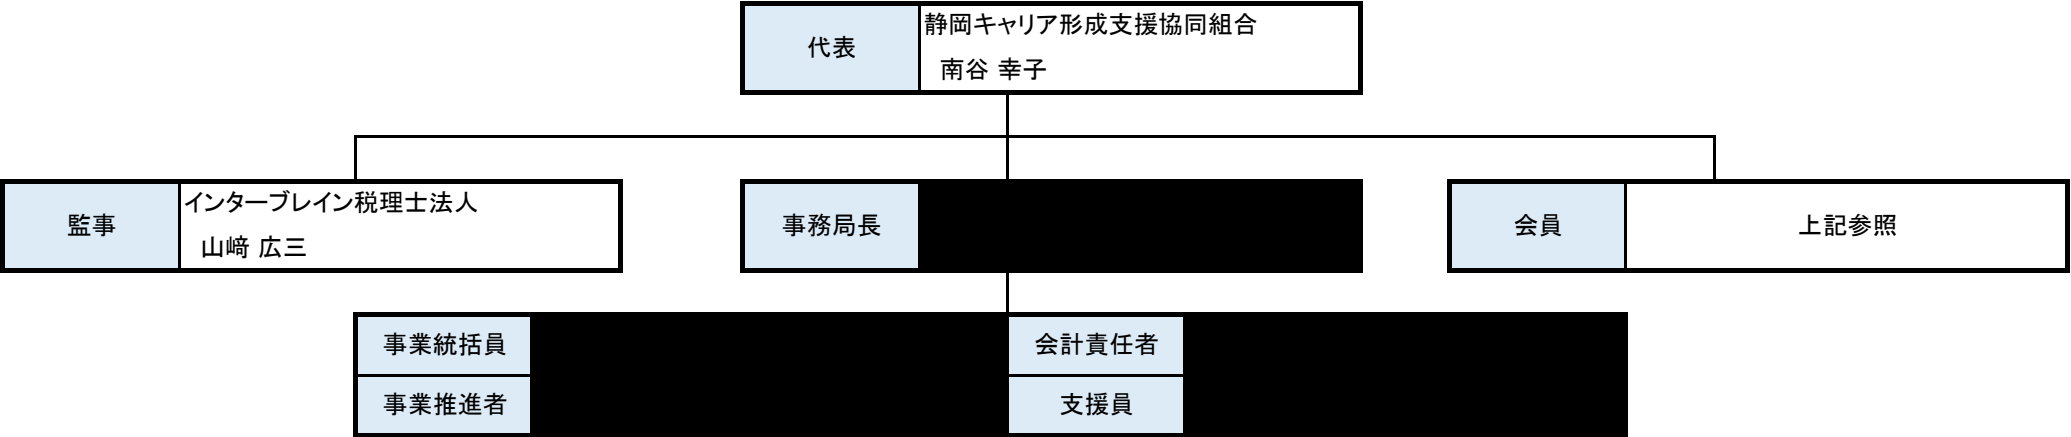 代表
静岡キャリア形成支援協同組合
南谷 幸子
監事
インターブレイン税理士法人
山﨑 広三
事務局長
会員
上記参照
事業統括員
会計責任者
事業推進者
支援員